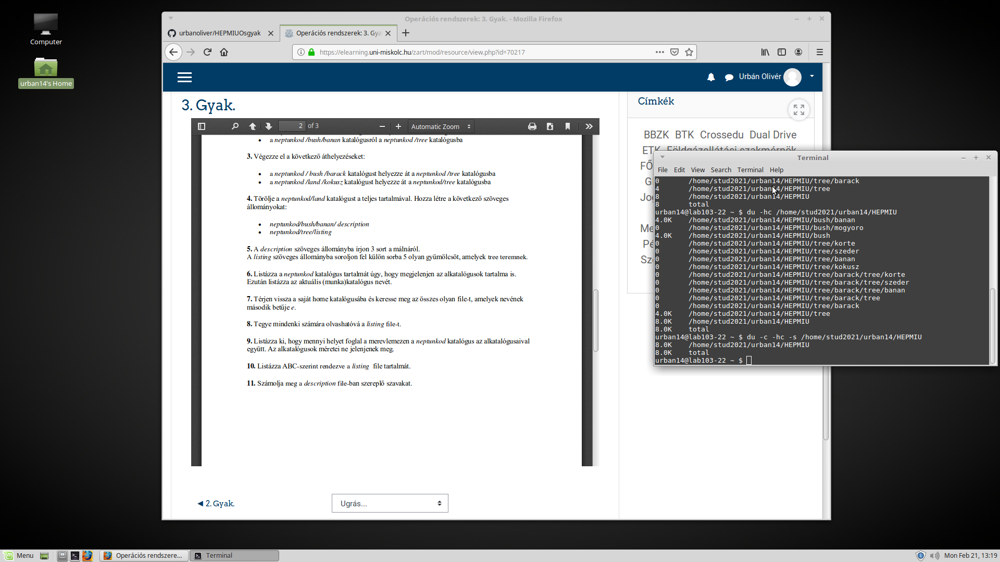 Computer
urban14's Home
Operációs rendszerek: 3. Gyak. - Mozilla Firefox
urbanoliver/HEPMIUOsgyak
Operációs rendszerek: 3. Gya
https://elearning.uni-miskolc.hu/zart/mod/resource/view.php?id=70217
Urbán Olivér
3. Gyak.
2 of 3
Automatic Zoom
• a neptunkod /bush/banan katalógusról a neptunkod /tree katalógusba
3. Végezze el a következő áthelyezéseket:
• a neptunkod / bush /barack katalógust helyezze át a neptunkod /tree katalógusba
• a neptunkod /land /kokusz katalógust helyezze át a neptunkod/tree katalógusba
4. Törölje a neptunkod/land katalógust a teljes tartalmával. Hozza létre a következő szöveges
állományokat:
• neptunkod/bush/banan/ description
• neptunkod/tree/listing
5. A description szöveges állományba írjon 3 sort a málnáról.
A listing szöveges állományba soroljon fel külön sorba 5 olyan gyümölcsöt, amelyek tree teremnek.
6. Listázza a neptunkod katalógus tartalmát úgy, hogy megjelenjen az alkatalógusok tartalma is.
Ezután listázza az aktuális (munka)katalógus nevét.
7. Térjen vissza a saját home katalógusába és keresse meg az összes olyan file-t, amelyek nevének
második betűje e.
8. Tegye mindenki számára olvashatóvá a listing file-t.
9. Listázza ki, hogy mennyi helyet foglal a merevlemezen a neptunkod katalógus az alkatalógusaival
együtt. Az alkatalógusok méretei ne jelenjenek meg.
10. Listázza ABC-szerint rendezve a listing file tartalmát.
11. Számolja meg a description file-ban szereplő szavakat.
◄ 2. Gyak.
Ugrás...
Címkék
BBZK BTK Crossedu Dual Drive
ETK Földgázellátási szakmérnök
FŐ
G
Jog
Me
Pé
Sz
Terminal
File Edit View Search Terminal Help
0 /home/stud2021/urban14/HEPMIU/tree/barack
4 /home/stud2021/urban14/HEPMIU/tree
8 /home/stud2021/urban14/HEPMIU
8 total
urban14@lab103-22 ~ $ du -hc /home/stud2021/urban14/HEPMIU
4.0K /home/stud2021/urban14/HEPMIU/bush/banan
0 /home/stud2021/urban14/HEPMIU/bush/mogyoro
4.0K /home/stud2021/urban14/HEPMIU/bush
0 /home/stud2021/urban14/HEPMIU/tree/korte
0 /home/stud2021/urban14/HEPMIU/tree/szeder
0 /home/stud2021/urban14/HEPMIU/tree/banan
0 /home/stud2021/urban14/HEPMIU/tree/kokusz
0 /home/stud2021/urban14/HEPMIU/tree/barack/tree/korte
0 /home/stud2021/urban14/HEPMIU/tree/barack/tree/szeder
0 /home/stud2021/urban14/HEPMIU/tree/barack/tree/banan
0 /home/stud2021/urban14/HEPMIU/tree/barack/tree
0 /home/stud2021/urban14/HEPMIU/tree/barack
4.0K /home/stud2021/urban14/HEPMIU/tree
8.0K /home/stud2021/urban14/HEPMIU
8.0K total
urban14@lab103-22 ~ $ du -c -hc -s /home/stud2021/urban14/HEPMIU
8.0K /home/stud2021/urban14/HEPMIU
8.0K total
urban14@lab103-22 ~ $
Menu
Operációs rendszere...
Terminal
Mon Feb 21, 13:19